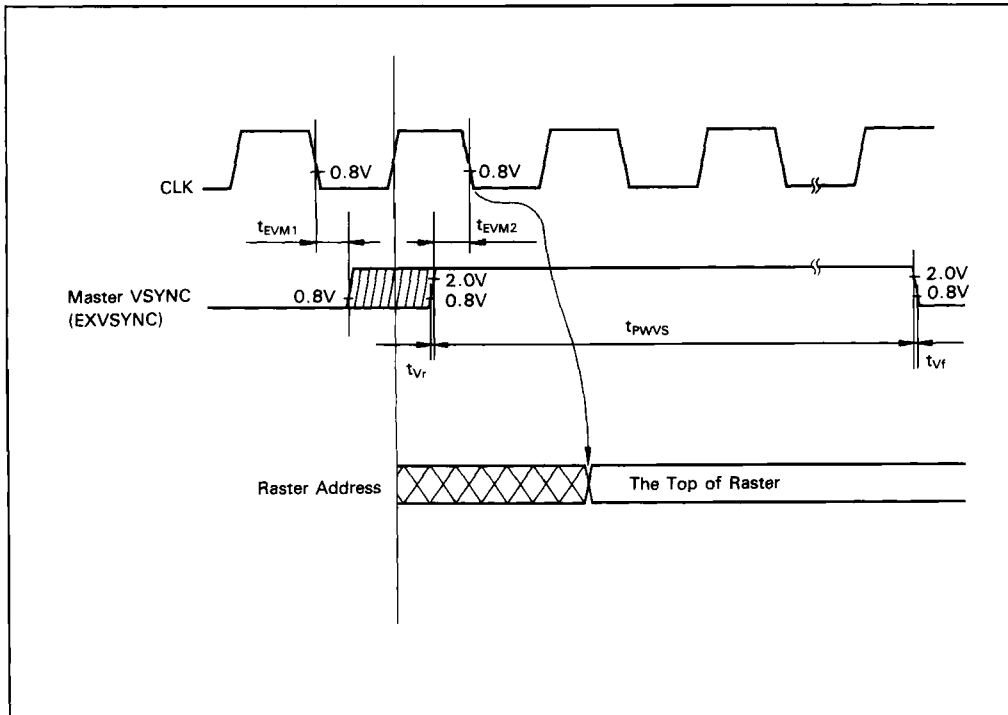 0.8V
0.8V
CLK
tEVM1
tEVM2
2.0V
2.0V
0.8V
0.8V
0.8V
Master VSYNC
(EXVSYNC)
tPWVS
tVr
tVf
Raster Address
The Top of Raster